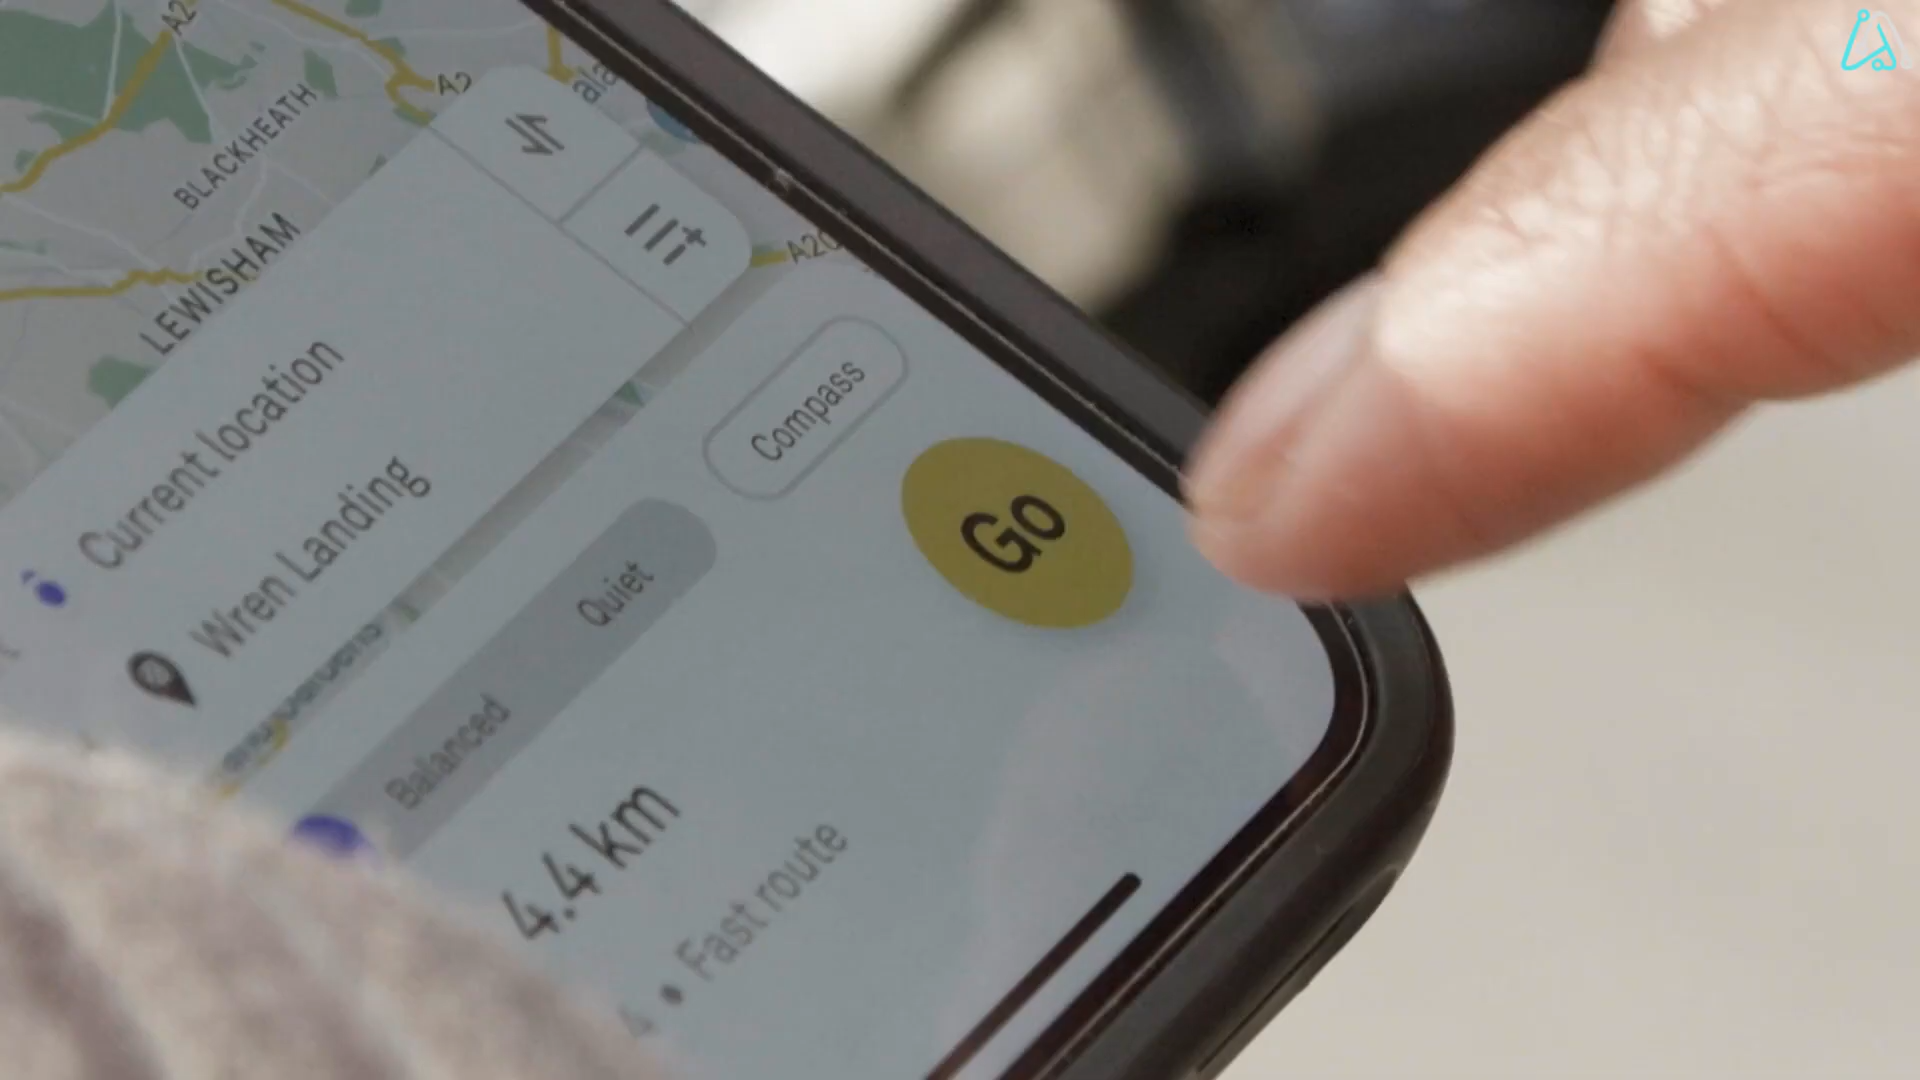 BLACKHEATH
LEWISHAM
Current location
Wren Landing
Compass
Go
Quiet
Balanced
4.4 km
• Fast route